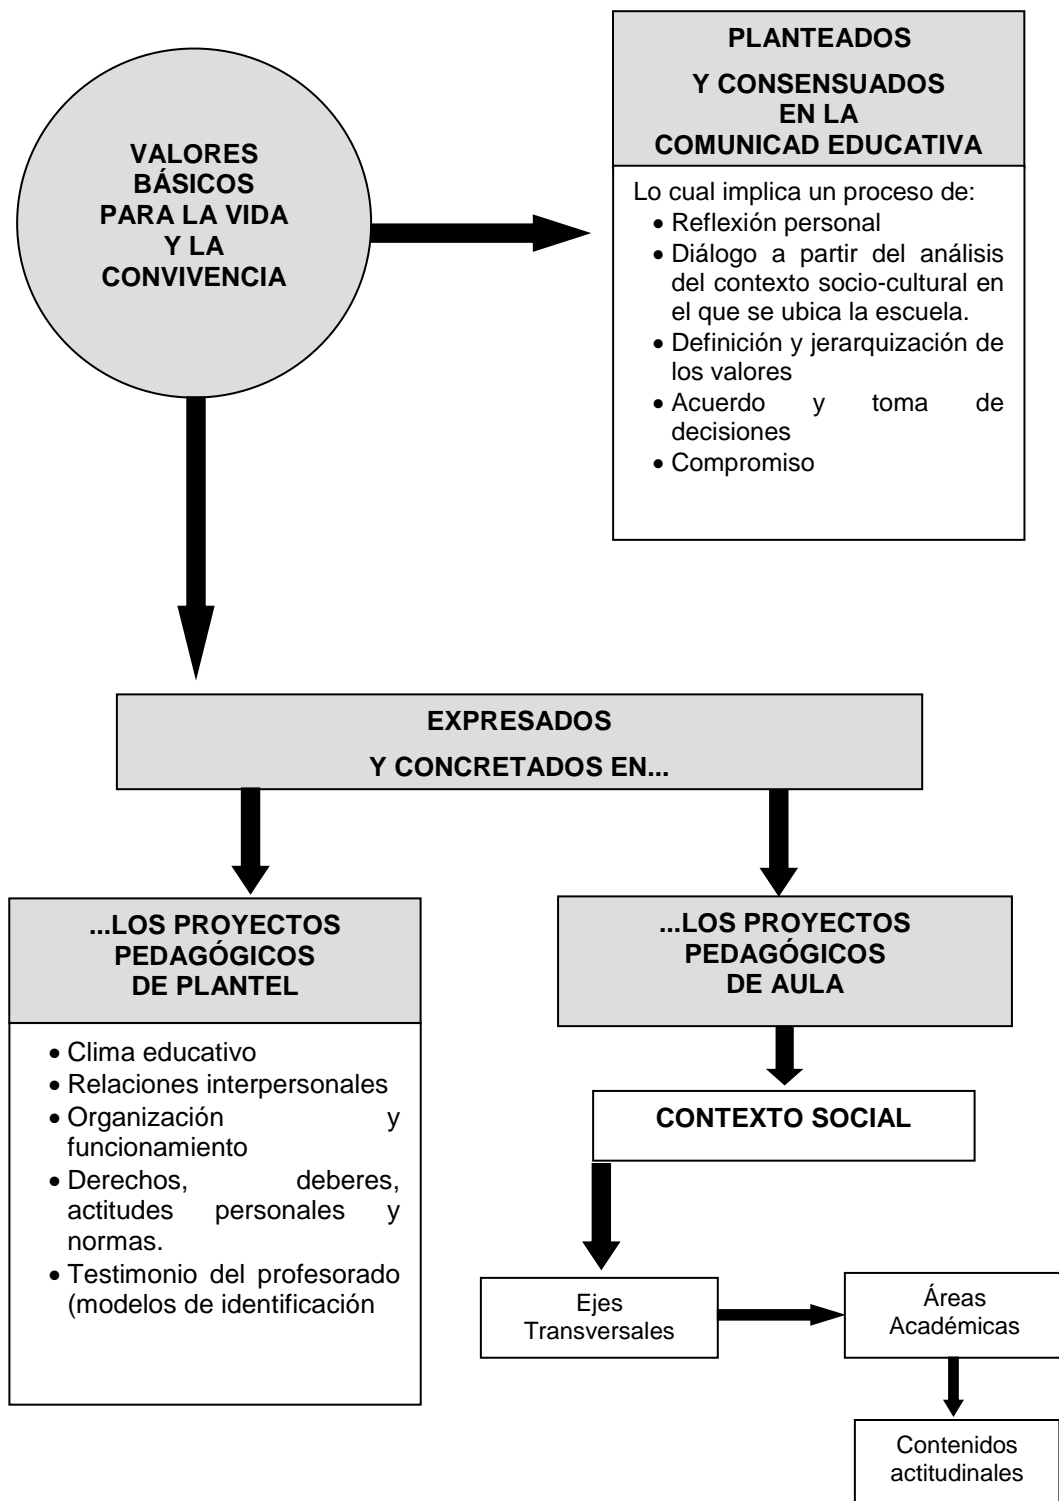 VALORES
BÁSICOS
PARA LA VIDA
Y LA
CONVIVENCIA
PLANTEADOS
Y CONSENSUADOS
EN LA
COMUNICAD EDUCATIVA
Lo cual implica un proceso de:
• Reflexión personal
• Diálogo a partir del análisis
del contexto socio-cultural en
el que se ubica la escuela.
• Definición y jerarquización de
los valores
• Acuerdo y toma de
decisiones
• Compromiso
EXPRESADOS
Y CONCRETADOS EN...
...LOS PROYECTOS
PEDAGÓGICOS
DE PLANTEL
• Clima educativo
• Relaciones interpersonales
• Organización y
funcionamiento
• Derechos, deberes,
actitudes personales y
normas.
• Testimonio del profesorado
(modelos de identificación
...LOS PROYECTOS
PEDAGÓGICOS
DE AULA
CONTEXTO SOCIAL
Ejes
Transversales
Áreas
Académicas
Contenidos
actitudinales